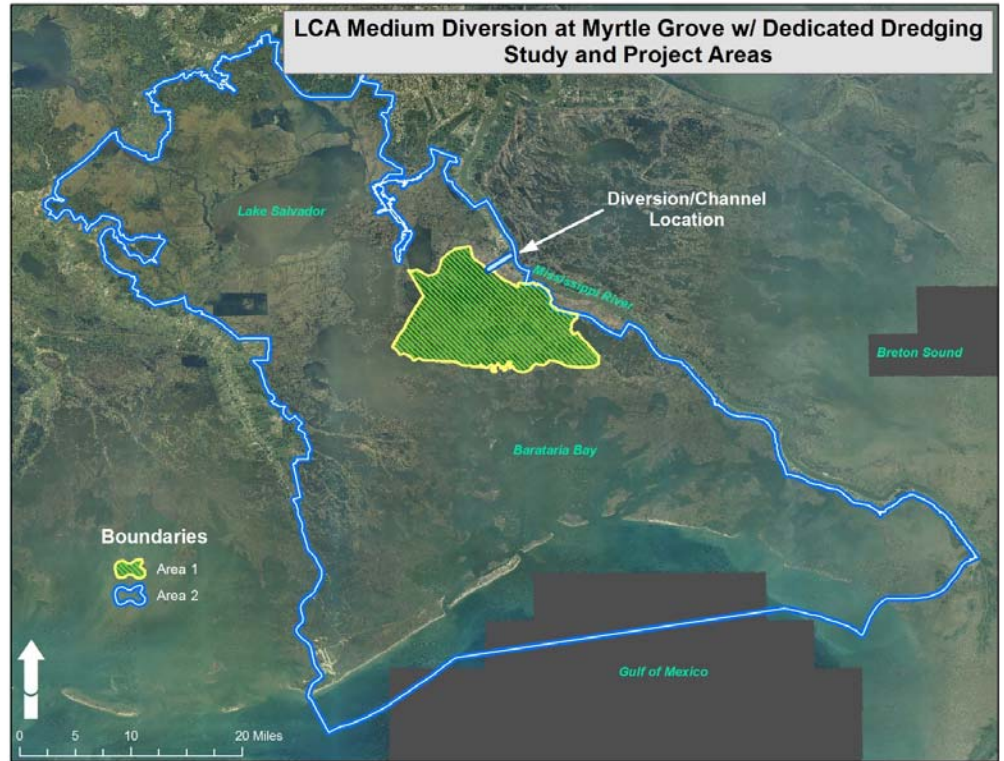 LCA Medium Diversion at Myrtle Grove w/ Dedicated Dredging
Study and Project Areas
Diversion/Channel
Location
Lake Salvador
Mississippi River
Breton Sound
Barataria Bay
Boundaries
Area 1
Area 2
Gulf of Mexico
0 5 10 20 Miles